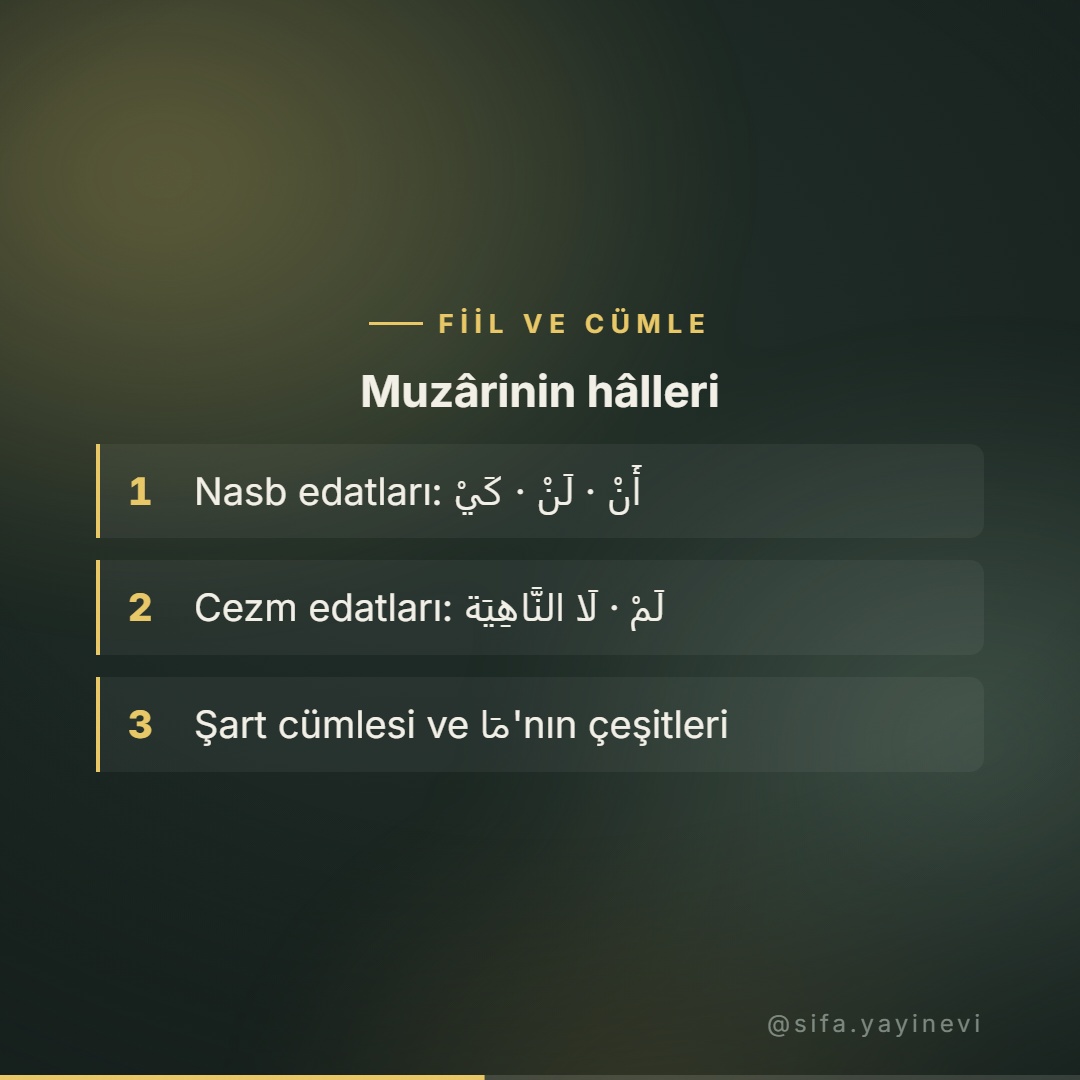 FİİL VE CÜMLE
Muzârinin hâlleri
1 Nasb edatları: أَنْ · لَنْ · كَيْ
2 Cezm edatları: لَمْ · لَا النَّاهِيَة
3 Şart cümlesi ve مَا'nın çeşitleri
@sifa.yayinevi